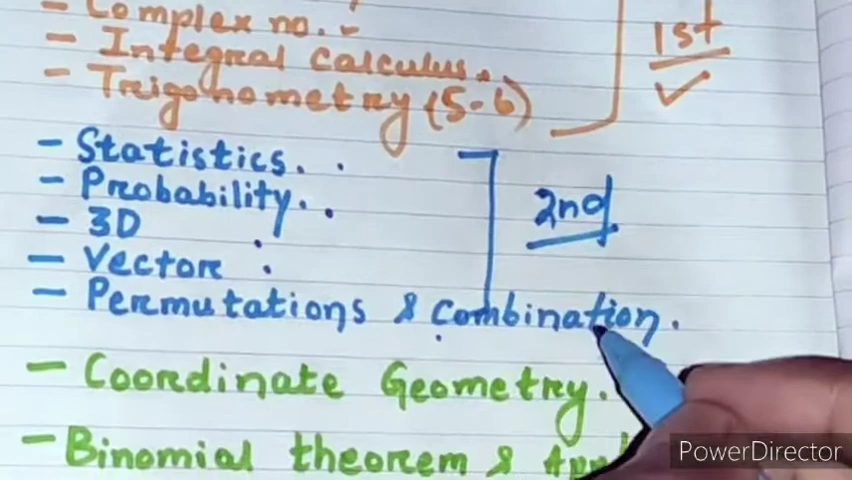 - Complex no. -
- Integral calculus.
- Trigonometry (5-6)
1st
- Statistics.
- Probability.
- 3D
- Vector
2nd
- Permutations & combination.
- Coordinate Geometry.
- Binomial theorem &
PowerDirector